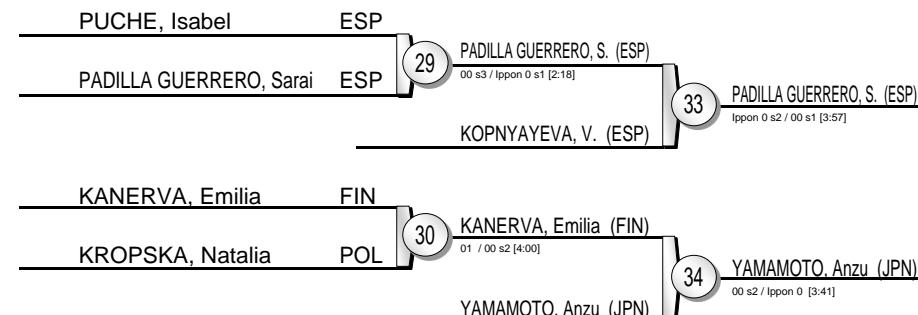 PUCHE, Isabel ESP
29
PADILLA GUERRERO, S. (ESP)
00 s3 / Ippon 0 s1 [2:18]
PADILLA GUERRERO, Sarai ESP
33
PADILLA GUERRERO, S. (ESP)
Ippon 0 s2 / 00 s1 [3:57]
KOPNYAYEVA, V. (ESP)
KANERVA, Emilia FIN
30
KANERVA, Emilia (FIN)
01 / 00 s2 [4:00]
KROPSKA, Natalia POL
34
YAMAMOTO, Anzu (JPN)
00 s2 / Ippon 0 [3:41]
YAMAMOTO, Anzu (JPN)